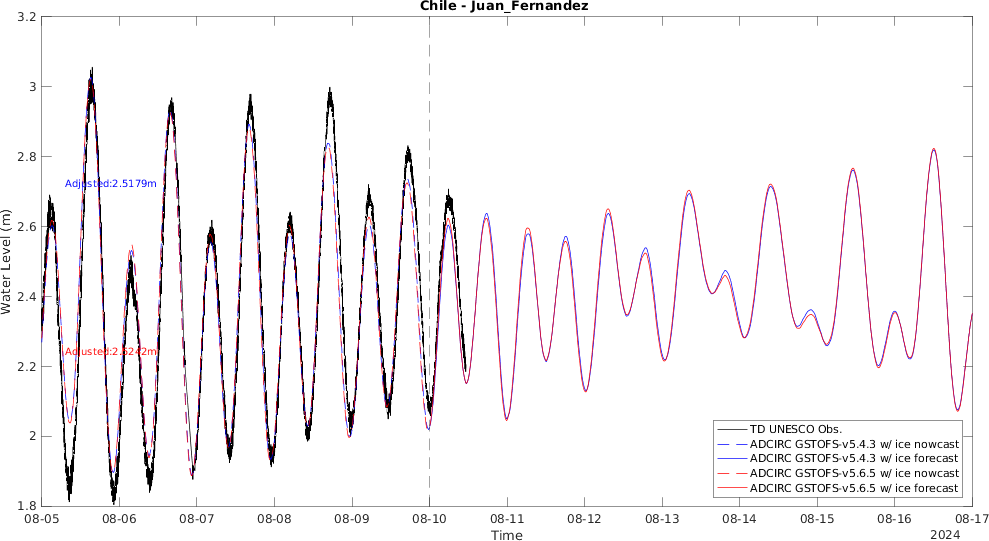 Chile - Juan_Fernandez
3.2
3
2.8
2.6
2.4
2.2
2
1.8
Water Level (m)
Adjusted:2.5179m
Adjusted:2.5242m
TD UNESCO Obs.
ADCIRC GSTOFS-v5.4.3 w/ ice nowcast
ADCIRC GSTOFS-v5.4.3 w/ ice forecast
ADCIRC GSTOFS-v5.6.5 w/ ice nowcast
ADCIRC GSTOFS-v5.6.5 w/ ice forecast
08-05 08-06 08-07 08-08 08-09 08-10 08-11 08-12 08-13 08-14 08-15 08-16 08-17
Time
2024